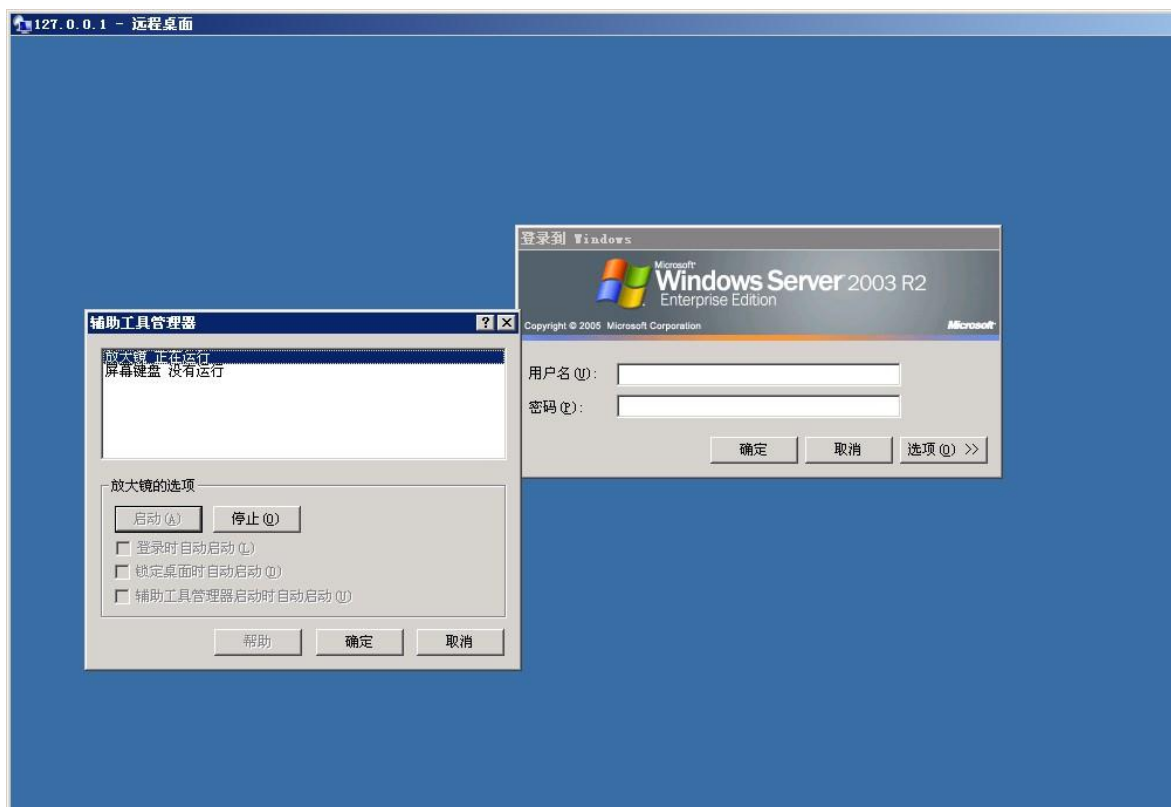 127.0.0.1 - 远程桌面
登录到 Windows
Microsoft
Windows Server 2003 R2
Enterprise Edition
Copyright © 2005 Microsoft Corporation
Microsoft
用户名(U):
密码(P):
确定
取消
选项(O) >>
辅助工具管理器
放大镜 正在运行
屏幕键盘 没有运行
放大镜的选项
启动(A)
停止(O)
登录时自动启动(L)
锁定桌面时自动启动(D)
辅助工具管理器启动时自动启动(U)
帮助
确定
取消